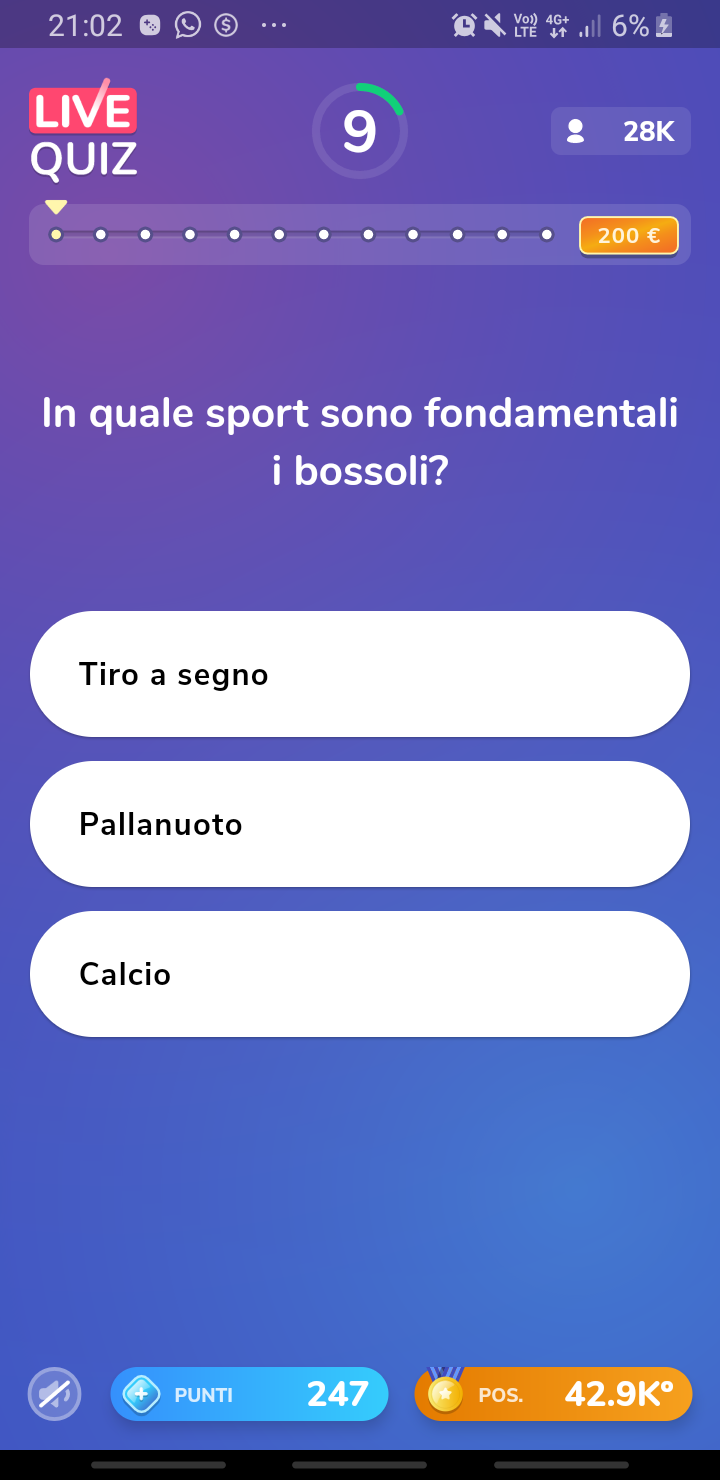 21:02
Vo))
LTE
4G+
6%
LIVE
QUIZ
9
28K
200 €
In quale sport sono fondamentali
i bossoli?
Tiro a segno
Pallanuoto
Calcio
PUNTI 247
POS. 42.9K°